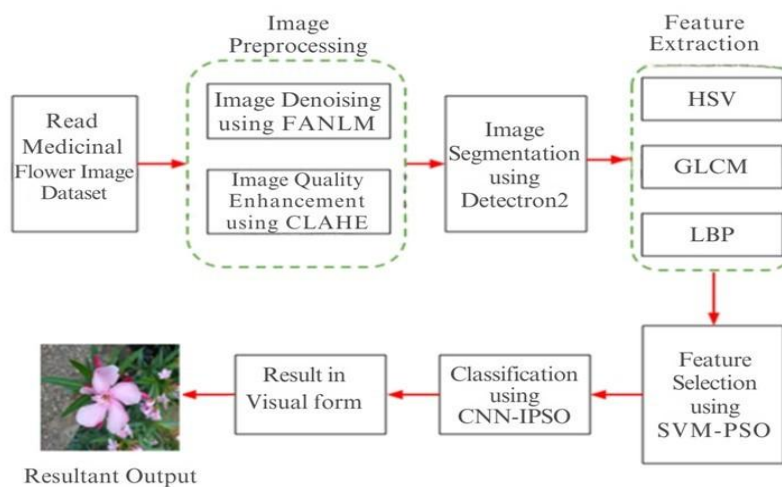 Image
Preprocessing
Feature
Extraction
Read
Medicinal
Flower Image
Dataset
Image Denoising
using FANLM
Image Quality
Enhancement
using CLAHE
Image
Segmentation
using
Detectron2
HSV
GLCM
LBP
Feature
Selection
using
SVM-PSO
Classification
using
CNN-IPSO
Result in
Visual form
Resultant Output